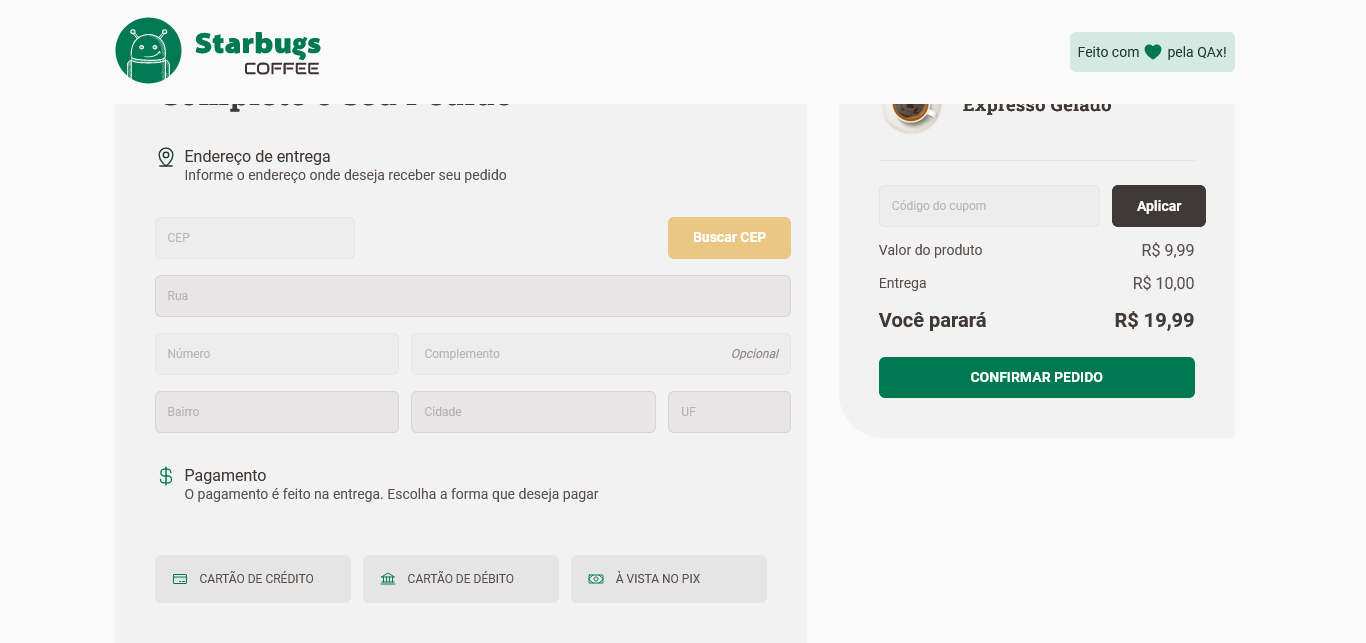 Starbugs
COFFEE
Feito com pela QAx!
Complete o Seu Pedido
Endereço de entrega
Informe o endereço onde deseja receber seu pedido
CEP
Buscar CEP
Rua
Número
Complemento
Opcional
Bairro
Cidade
UF
Pagamento
O pagamento é feito na entrega. Escolha a forma que deseja pagar
CARTÃO DE CRÉDITO
CARTÃO DE DÉBITO
À VISTA NO PIX
Expresso Gelado
Código do cupom
Aplicar
Valor do produto
R$ 9,99
Entrega
R$ 10,00
Você parará
R$ 19,99
CONFIRMAR PEDIDO